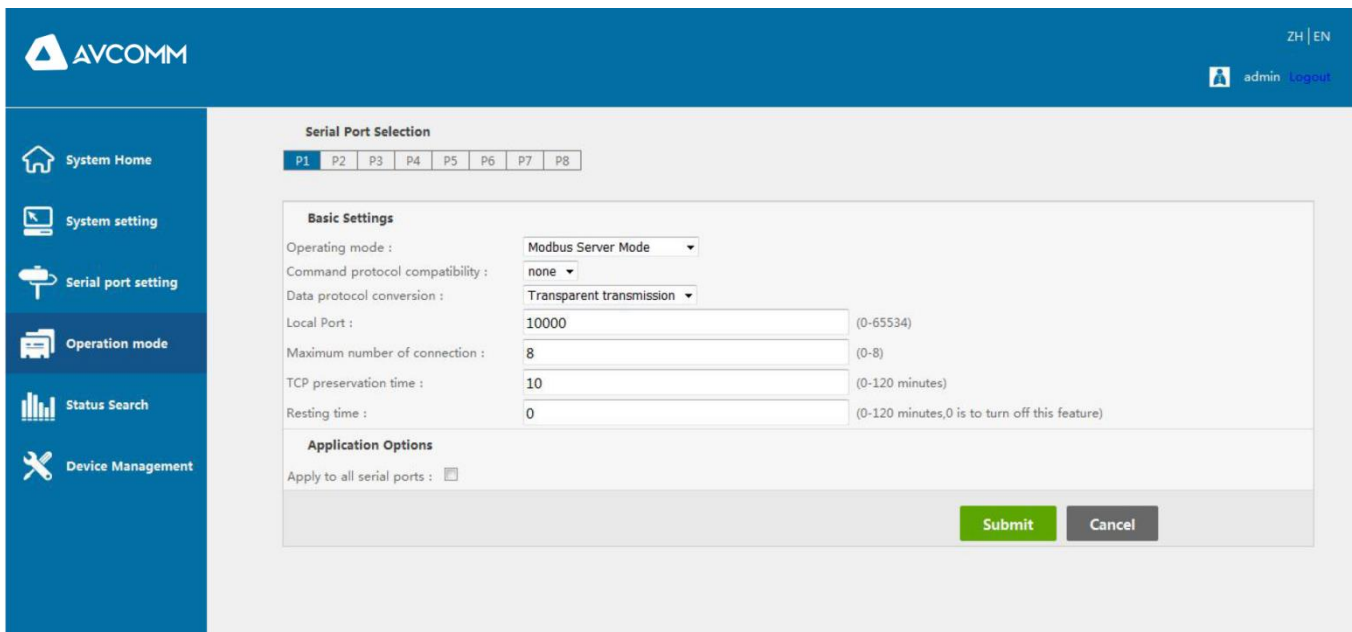 AVCOMM
ZH | EN
admin Logout
System Home
System setting
Serial port setting
Operation mode
Status Search
Device Management
Serial Port Selection
P1 P2 P3 P4 P5 P6 P7 P8
Basic Settings
Operating mode : Modbus Server Mode
Command protocol compatibility : none
Data protocol conversion : Transparent transmission
Local Port : 10000 (0-65534)
Maximum number of connection : 8 (0-8)
TCP preservation time : 10 (0-120 minutes)
Resting time : 0 (0-120 minutes,0 is to turn off this feature)
Application Options
Apply to all serial ports :
Submit Cancel